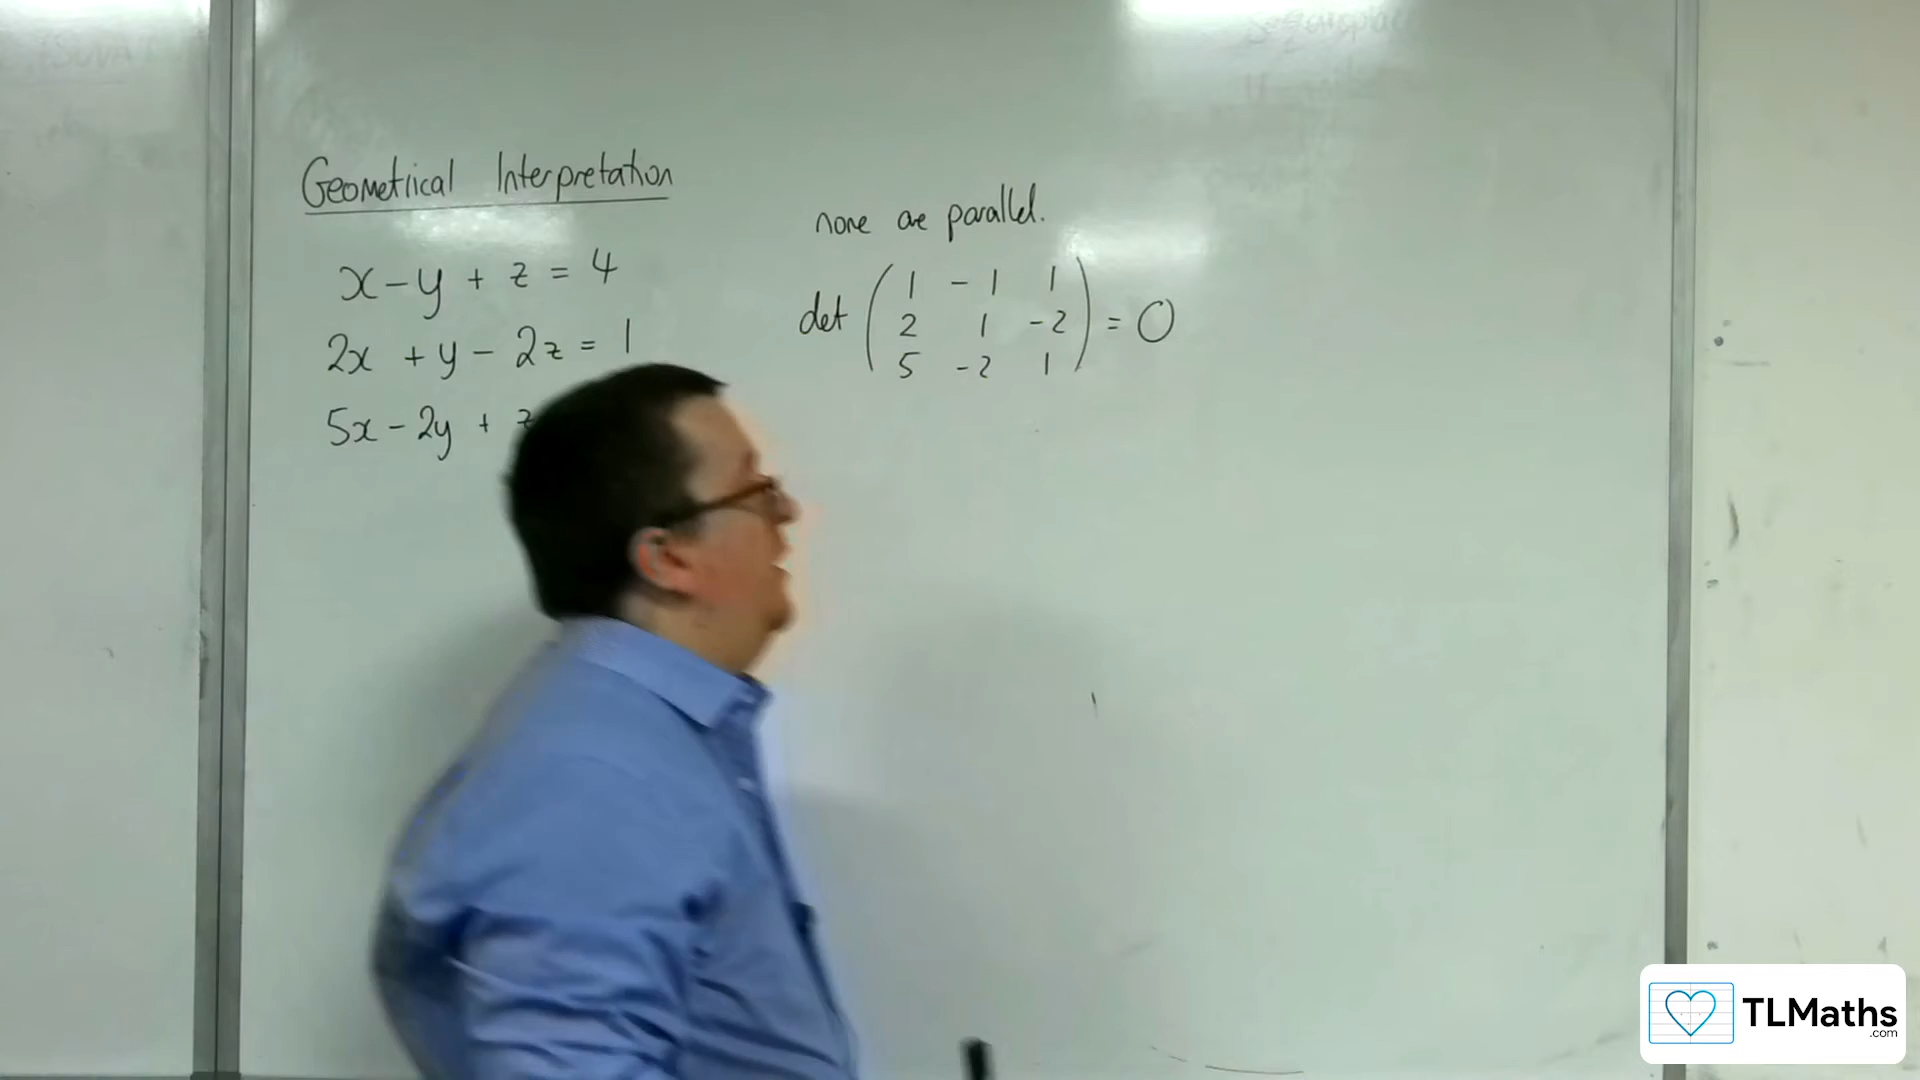 Geometrical Interpretation
x - y + z = 4
2x + y - 2z = 1
5x - 2y + z
none are parallel.
det ( 1 -1 1
2 1 -2
5 -2 1 ) = 0
TLMaths
.com